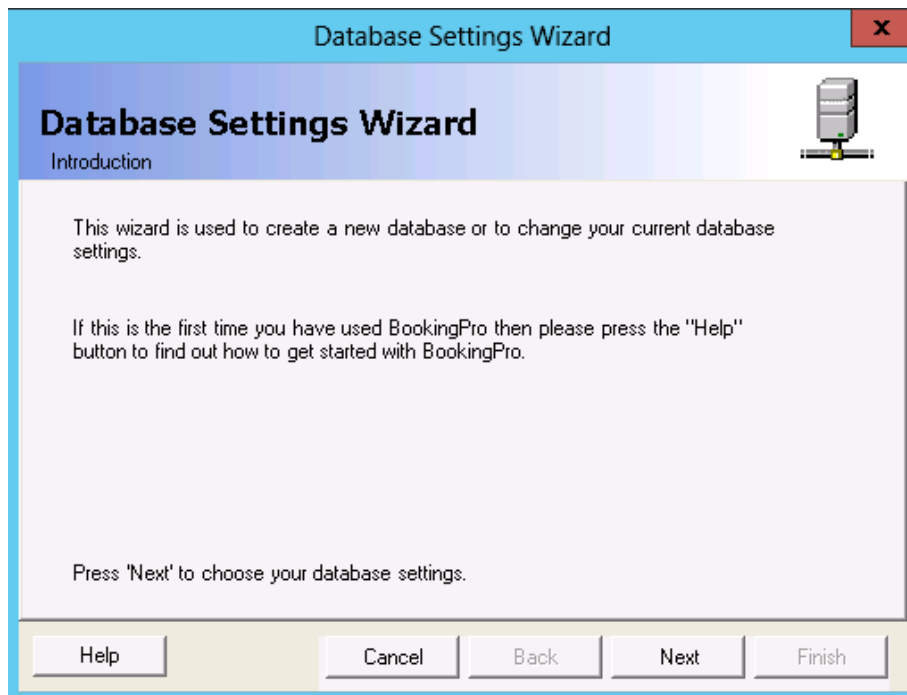 Database Settings Wizard
x
Database Settings Wizard
Introduction
This wizard is used to create a new database or to change your current database
settings.
If this is the first time you have used BookingPro then please press the "Help"
button to find out how to get started with BookingPro.
Press 'Next' to choose your database settings.
Help
Cancel
Back
Next
Finish